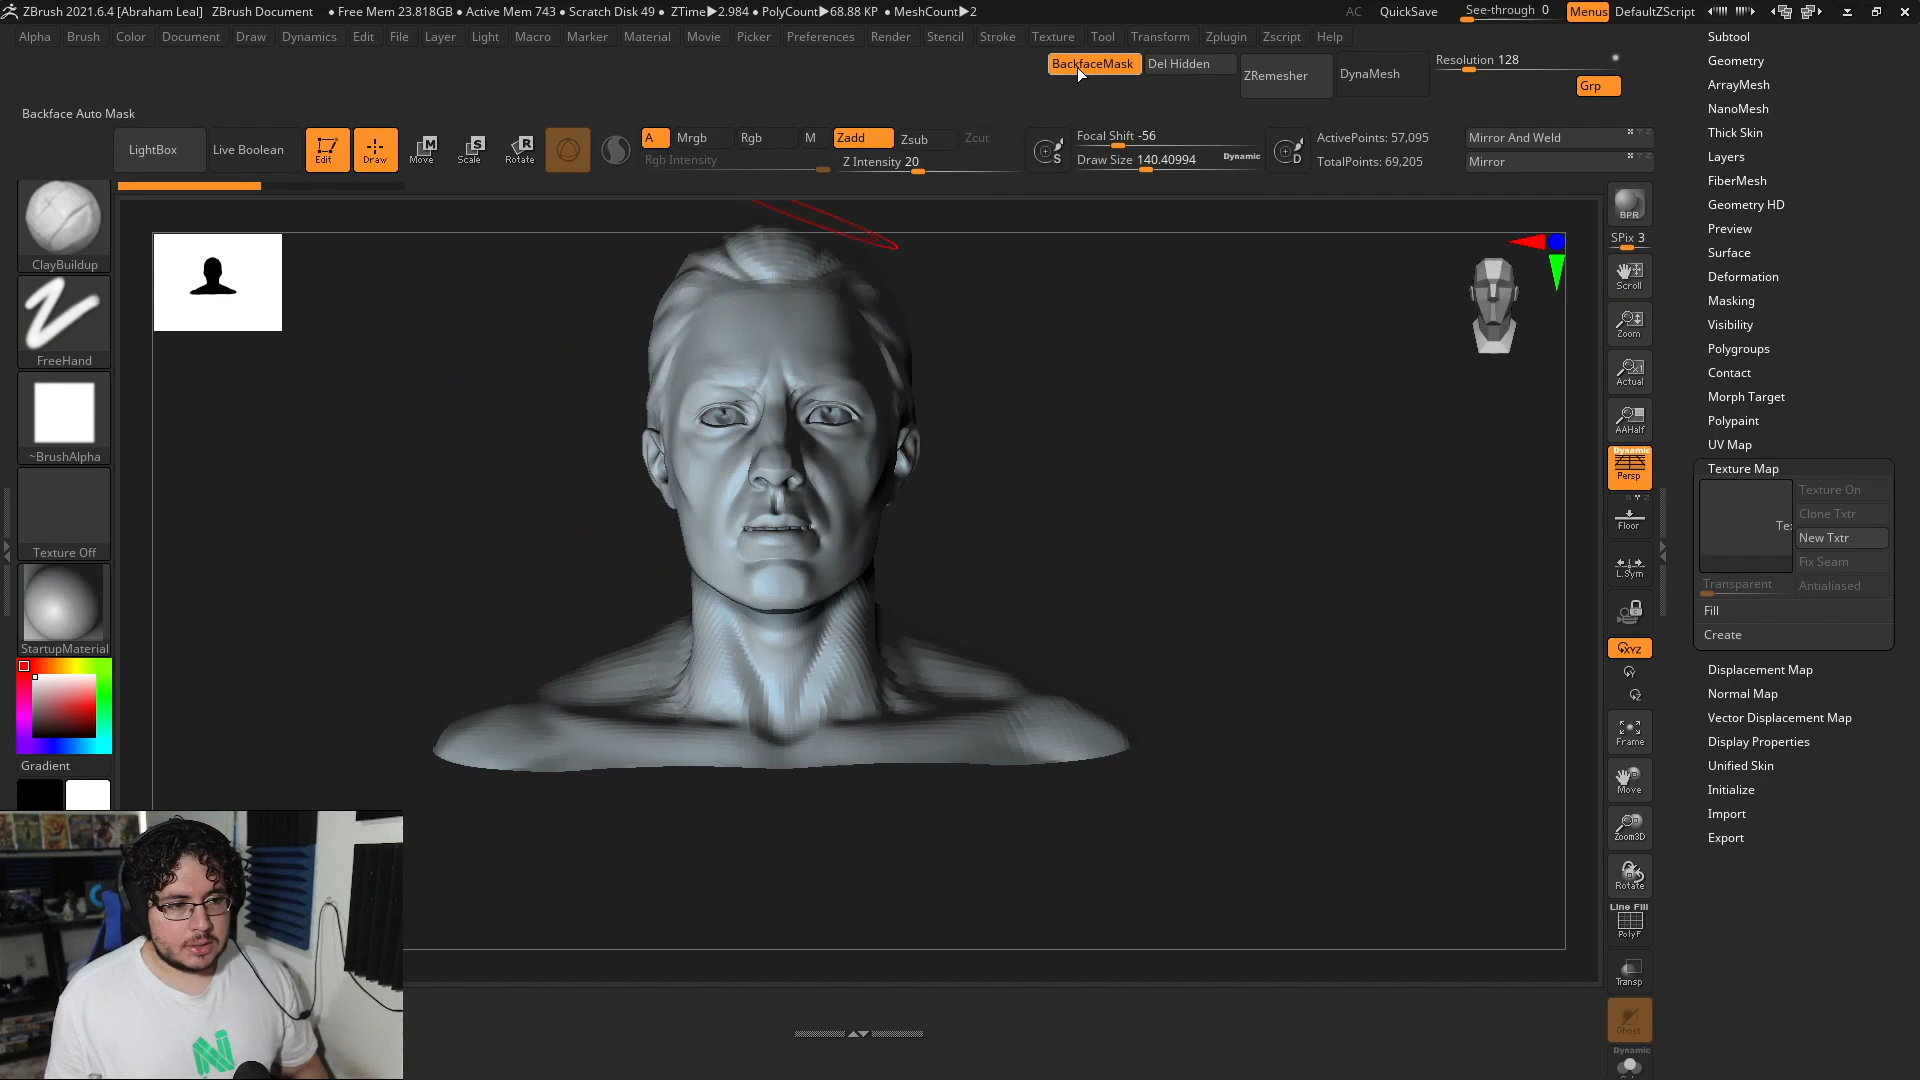 ZBrush 2021.6.4 [Abraham Leal] ZBrush Document • Free Mem 23.818GB • Active Mem 743 • Scratch Disk 49 • ZTime▶2.984 • PolyCount▶68.88 KP • MeshCount▶2 AC QuickSave See-through 0 Menus DefaultZScript
Alpha Brush Color Document Draw Dynamics Edit File Layer Light Macro Marker Material Movie Picker Preferences Render Stencil Stroke Texture Tool Transform Zplugin Zscript Help
BackfaceMask Del Hidden ZRemesher DynaMesh Resolution 128
Grp
Backface Auto Mask
LightBox Live Boolean Edit Draw Move Scale Rotate
A Mrgb Rgb M Zadd Zsub Zcut
Rgb Intensity Z Intensity 20
S Focal Shift -56
Draw Size 140.40994 Dynamic
D ActivePoints: 57,095
TotalPoints: 69,205
Mirror And Weld
Mirror
ClayBuildup
FreeHand
~BrushAlpha
Texture Off
StartupMaterial
Gradient
BPR
SPix 3
Scroll
Zoom
Actual
AAHalf
Dynamic
Persp
Floor
L.Sym
XYZ
Y
Z
Frame
Move
Zoom3D
Rotate
Line Fill
PolyF
Transp
Ghost
Dynamic
Subtool
Geometry
ArrayMesh
NanoMesh
Thick Skin
Layers
FiberMesh
Geometry HD
Preview
Surface
Deformation
Masking
Visibility
Polygroups
Contact
Morph Target
Polypaint
UV Map
Texture Map
Texture On
Clone Txtr
Te
New Txtr
Fix Seam
Transparent Antialiased
Fill
Create
Displacement Map
Normal Map
Vector Displacement Map
Display Properties
Unified Skin
Initialize
Import
Export